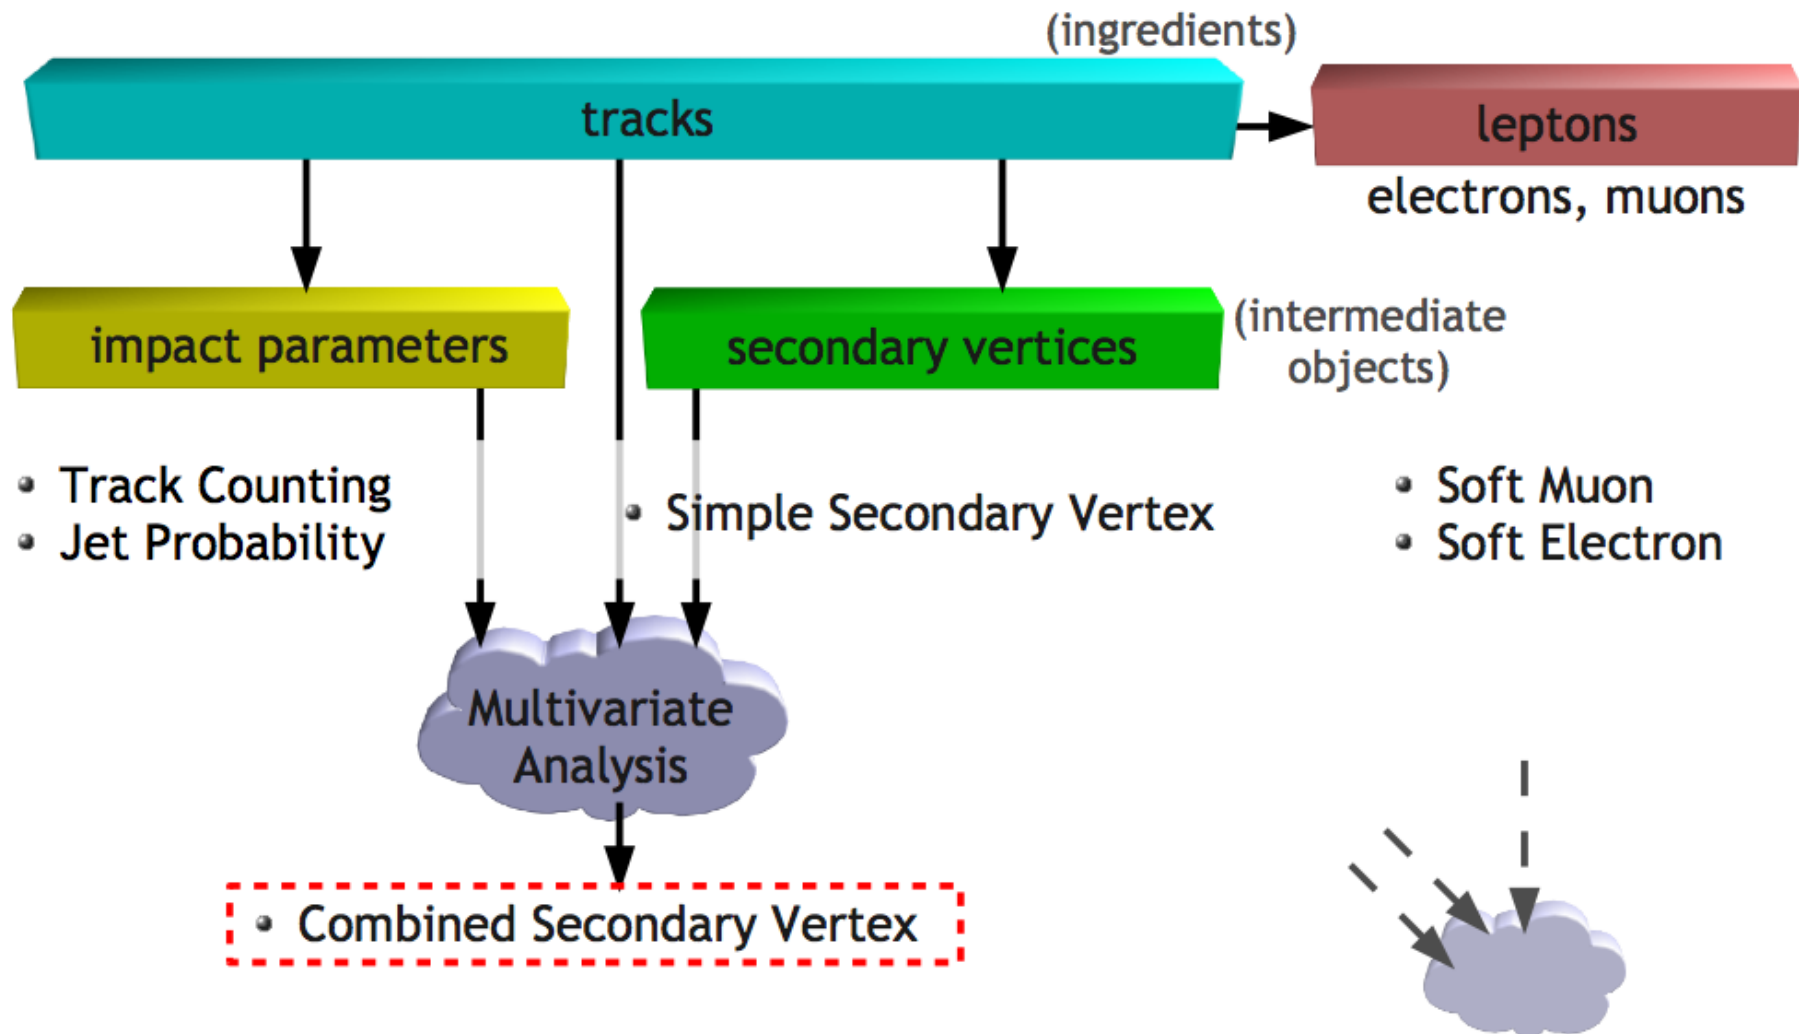 (ingredients)
tracks
leptons
electrons, muons
impact parameters
secondary vertices
(intermediate
objects)
Track Counting
Jet Probability
Simple Secondary Vertex
Soft Muon
Soft Electron
Multivariate
Analysis
Combined Secondary Vertex